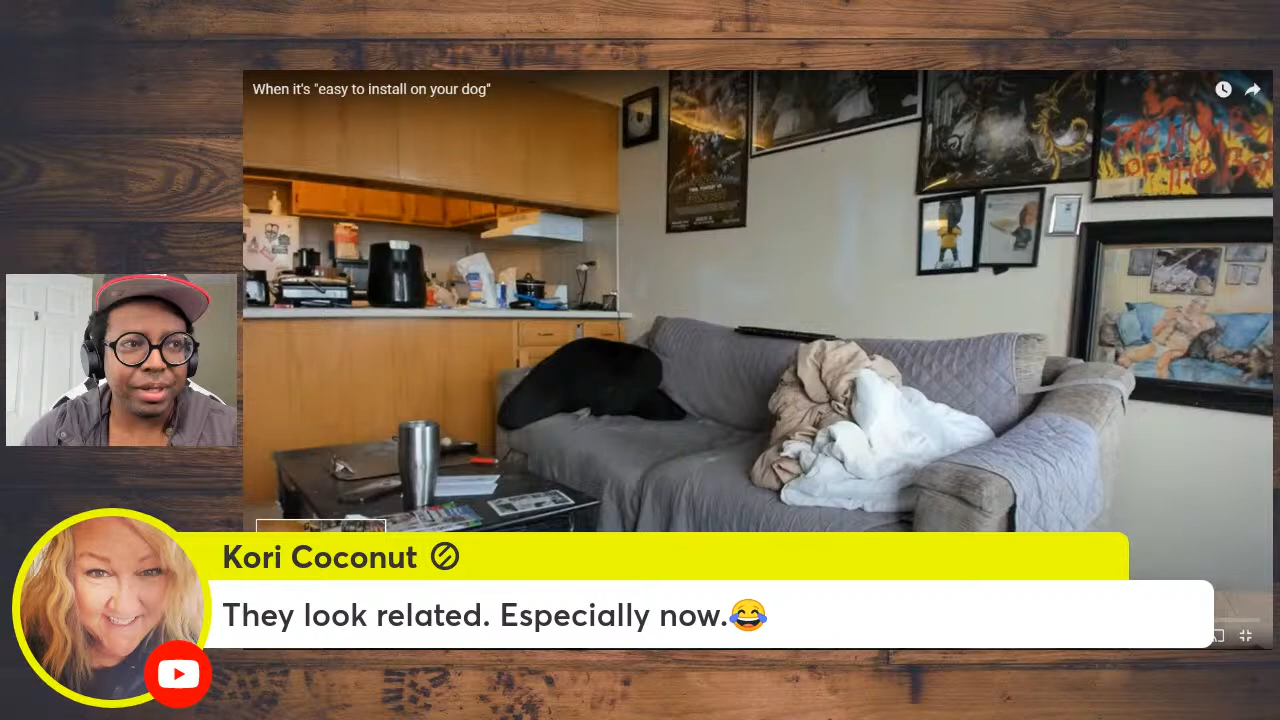 When it's "easy to install on your dog"
Kori Coconut
They look related. Especially now.😂